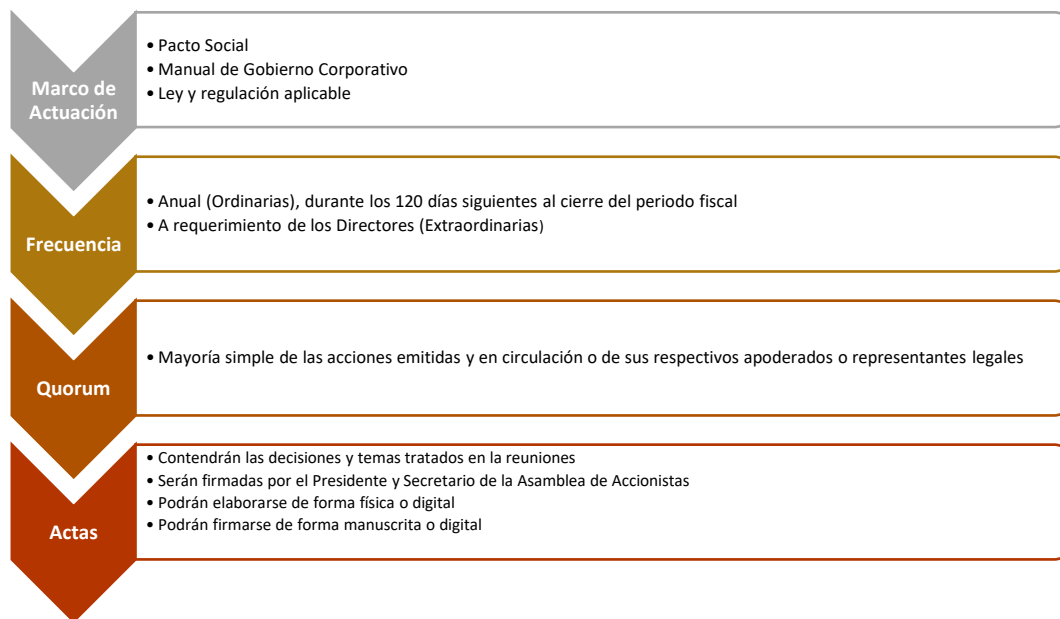 Marco de
Actuación
• Pacto Social
• Manual de Gobierno Corporativo
• Ley y regulación aplicable
Frecuencia
• Anual (Ordinarias), durante los 120 días siguientes al cierre del periodo fiscal
• A requerimiento de los Directores (Extraordinarias)
Quorum
• Mayoría simple de las acciones emitidas y en circulación o de sus respectivos apoderados o representantes legales
Actas
• Contendrán las decisiones y temas tratados en la reuniones
• Serán firmadas por el Presidente y Secretario de la Asamblea de Accionistas
• Podrán elaborarse de forma física o digital
• Podrán firmarse de forma manuscrita o digital